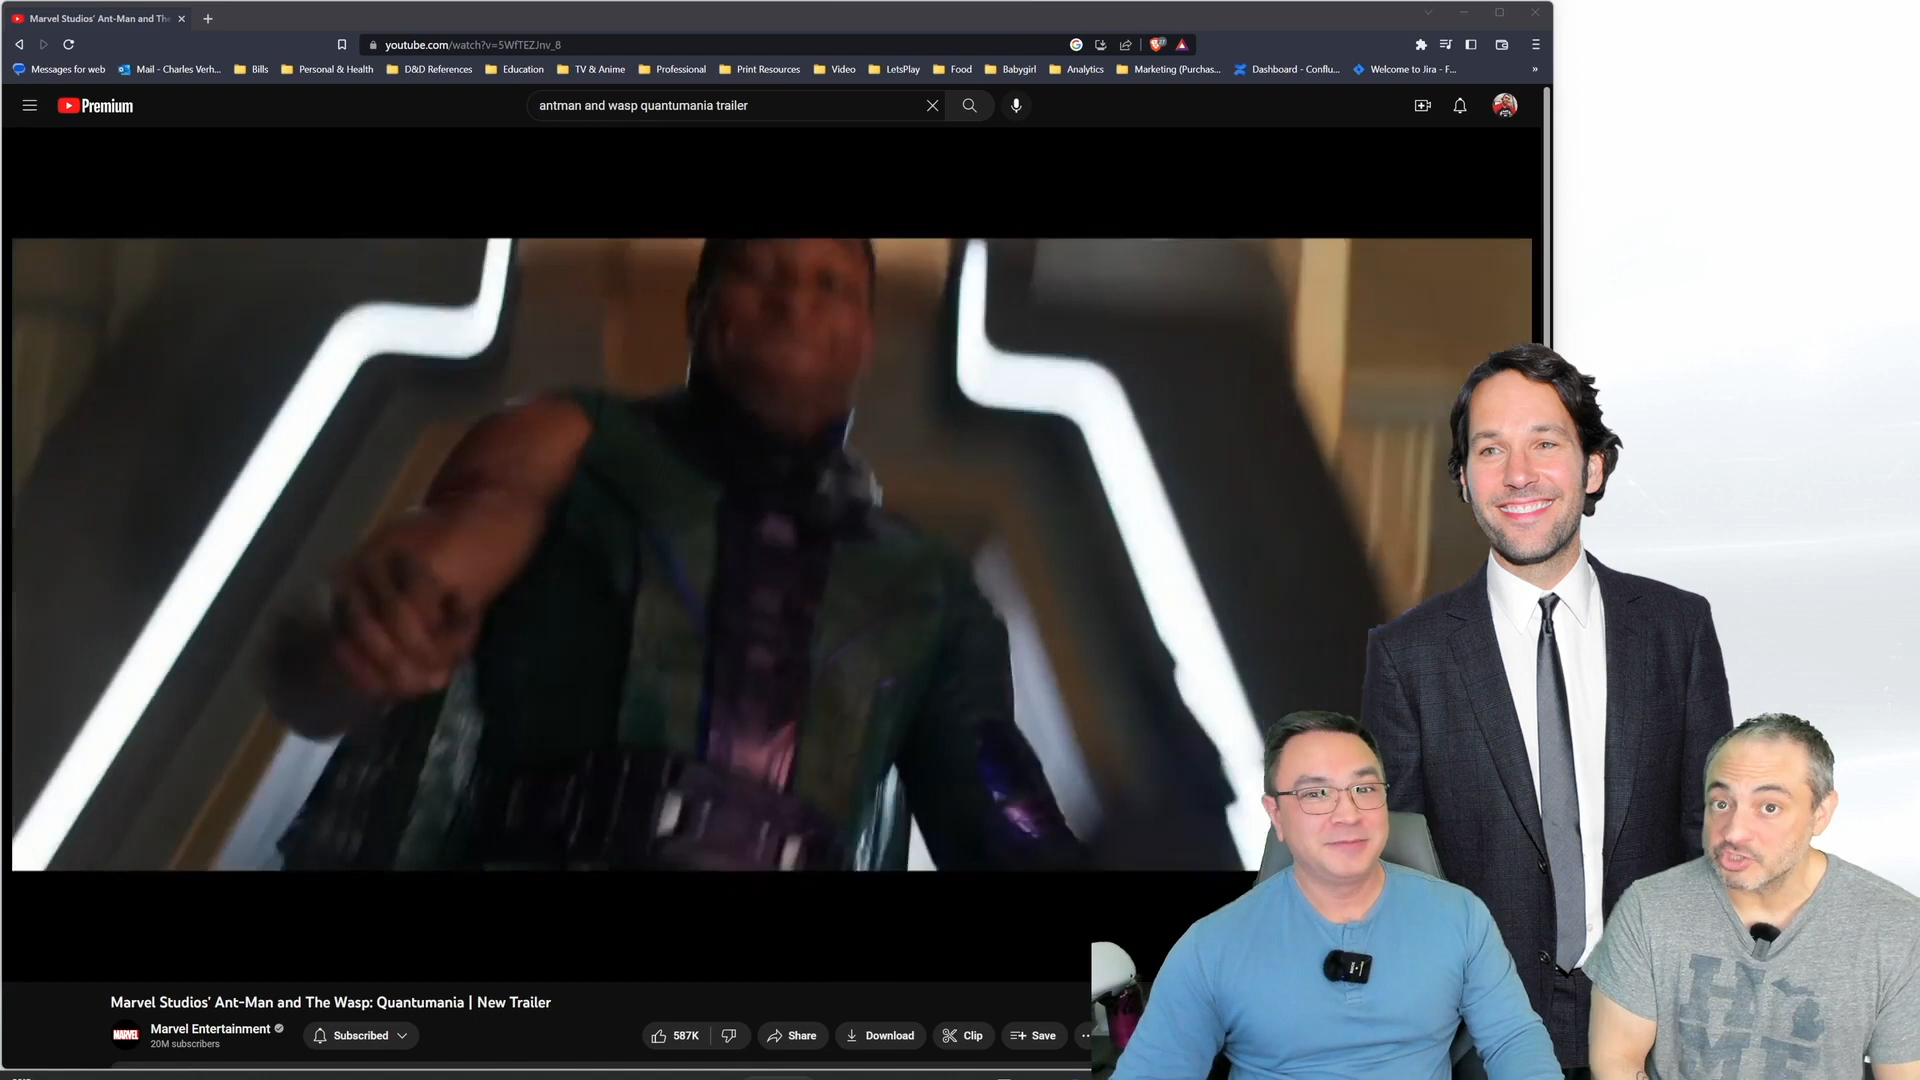 Marvel Studios' Ant-Man and Th
youtube.com/watch?v=5WfTEZJnv_8
Messages for web
Mail - Charles Verh...
Bills
Personal & Health
D&D References
Education
TV & Anime
Professional
Print Resources
Video
LetsPlay
Food
Babygirl
Analytics
Marketing (Purchas...
Dashboard - Conflu...
Welcome to Jira - F...
»
Premium
antman and wasp quantumania trailer
Marvel Studios' Ant-Man and The Wasp: Quantumania | New Trailer
MARVEL
Marvel Entertainment
20M subscribers
Subscribed
587K
Share
Download
Clip
Save